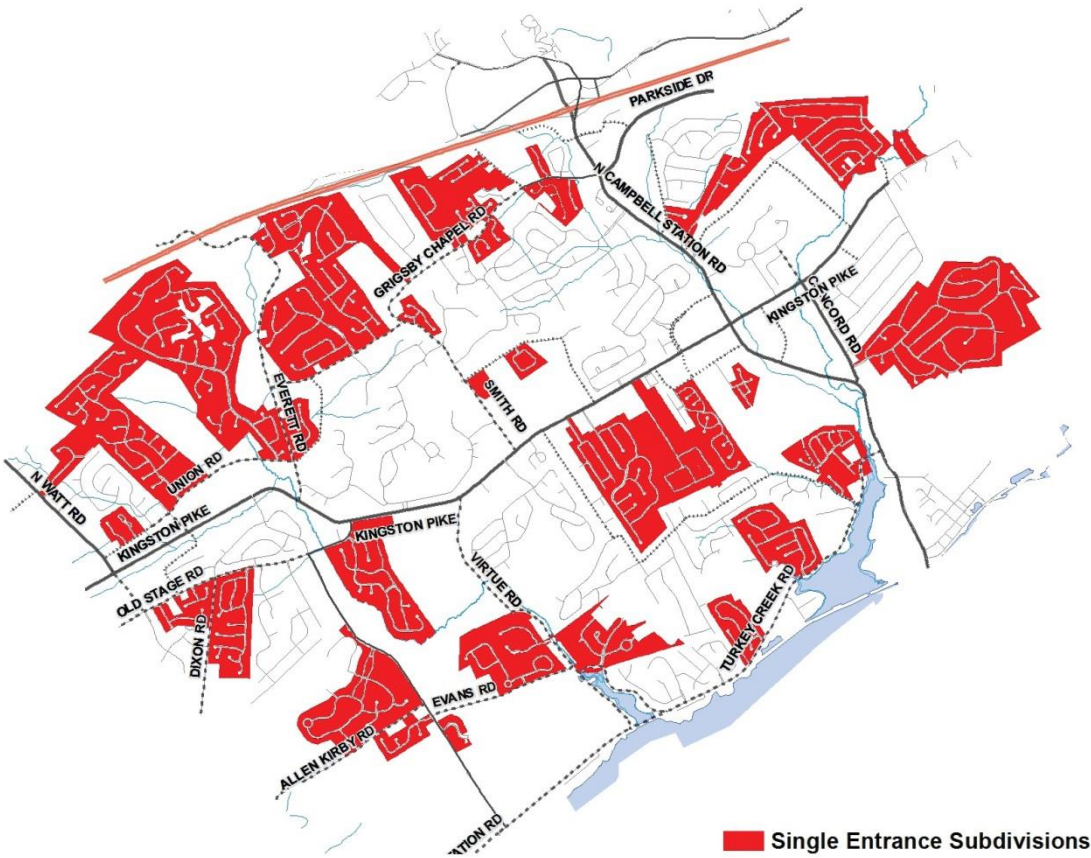 PARKSIDE DR
N CAMPBELL STATION RD
GRIGSBY CHAPEL RD
KINGSTON PIKE
CONCORD RD
EVERETT RD
SMITH RD
UNION RD
N WATT RD
KINGSTON PIKE
KINGSTON PIKE
OLD STAGE RD
VIRTUE RD
DIXON RD
TURKEY CREEK RD
EVANS RD
ALLEN KIRBY RD
ATION RD
Single Entrance Subdivisions